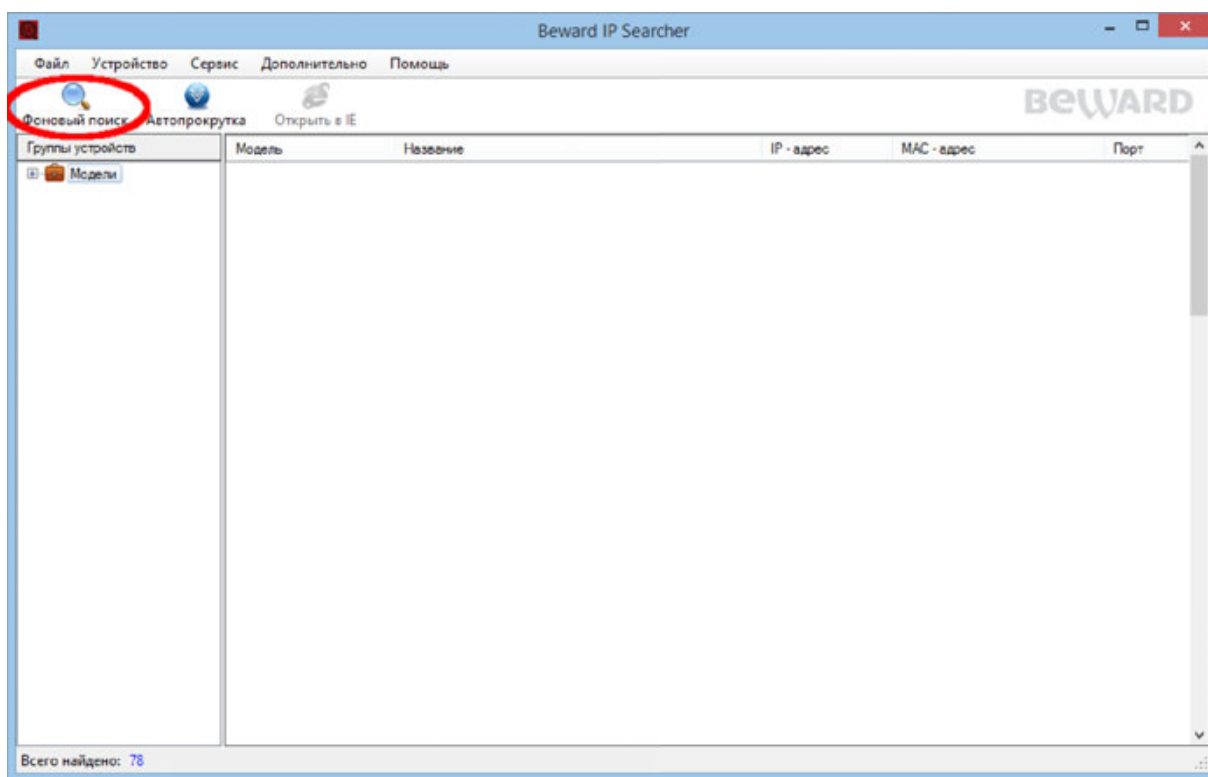 Beward IP Searcher
Файл Устройство Сервис Дополнительно Помощь
Фоновый поиск Автопрокрутка Открыть в IE BEWARD
Группы устройств Модель Название IP - адрес MAC - адрес Порт
Модели
Всего найдено: 78